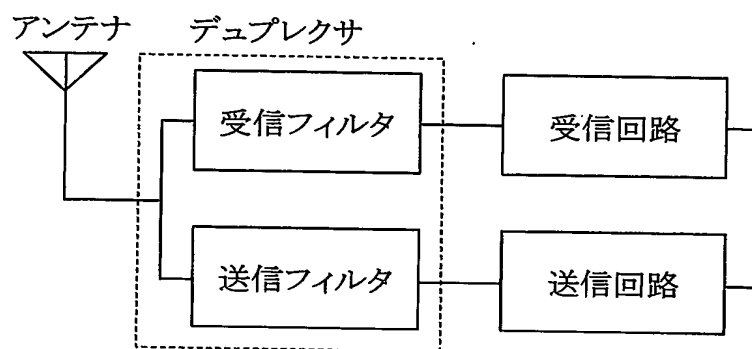 アンテナ
デュプレクサ
受信フィルタ
受信回路
送信フィルタ
送信回路